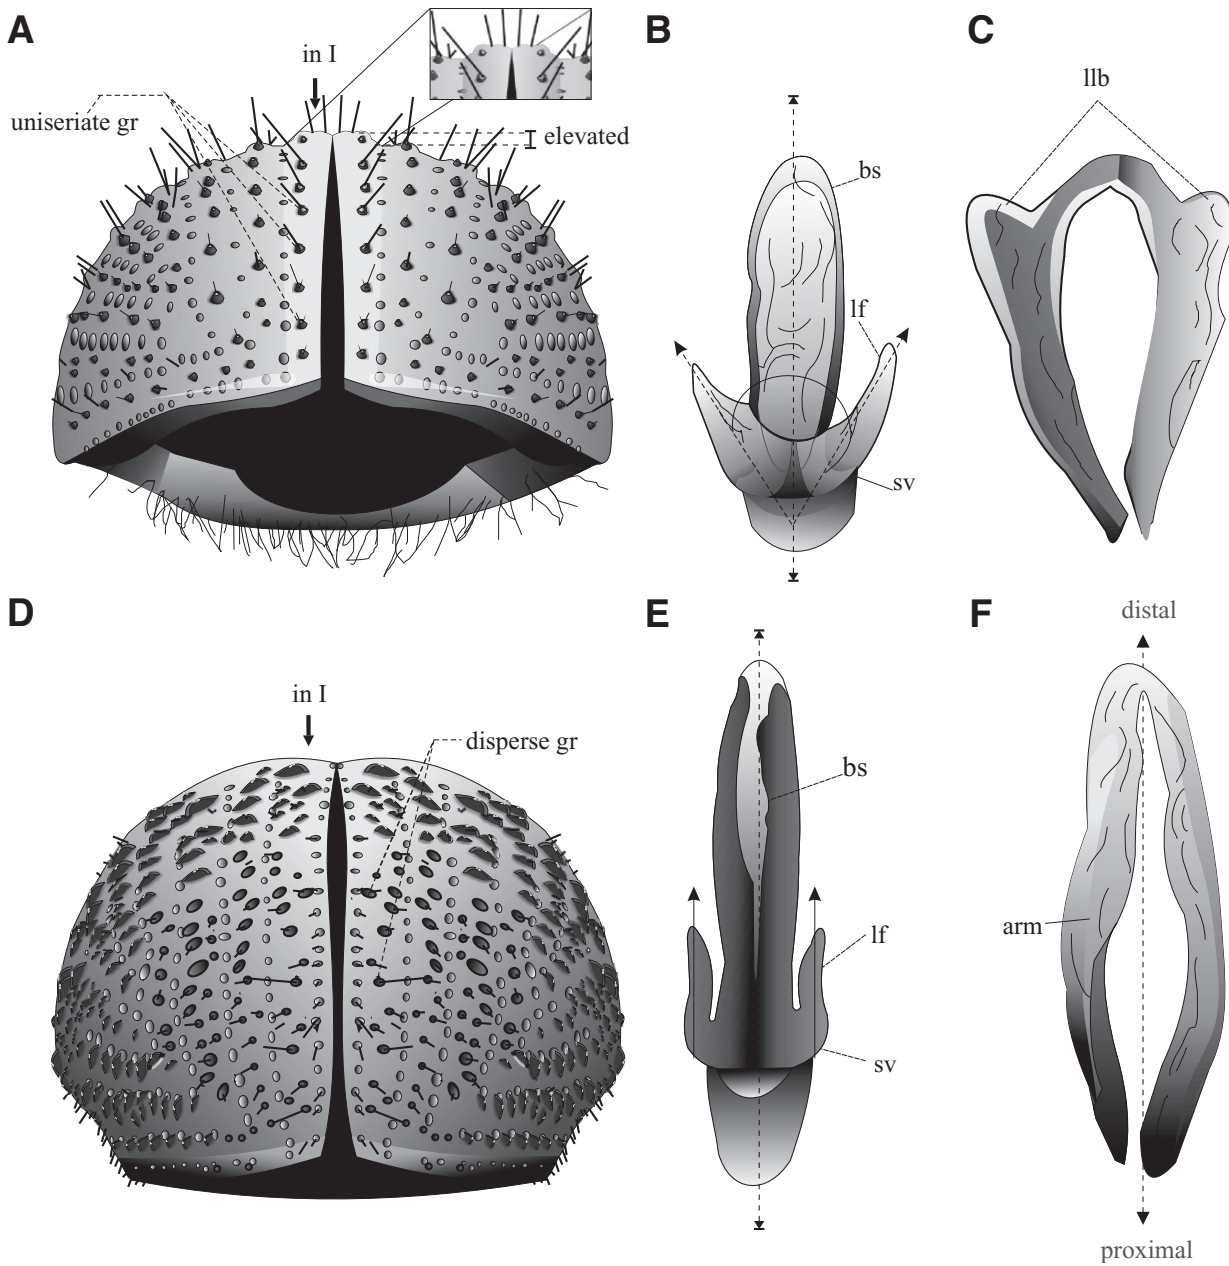 A
in I
uniseriate gr
elevated
B
bs
lf
sv
C
llb
D
in I
disperse gr
E
bs
lf
sv
F
distal
arm
proximal